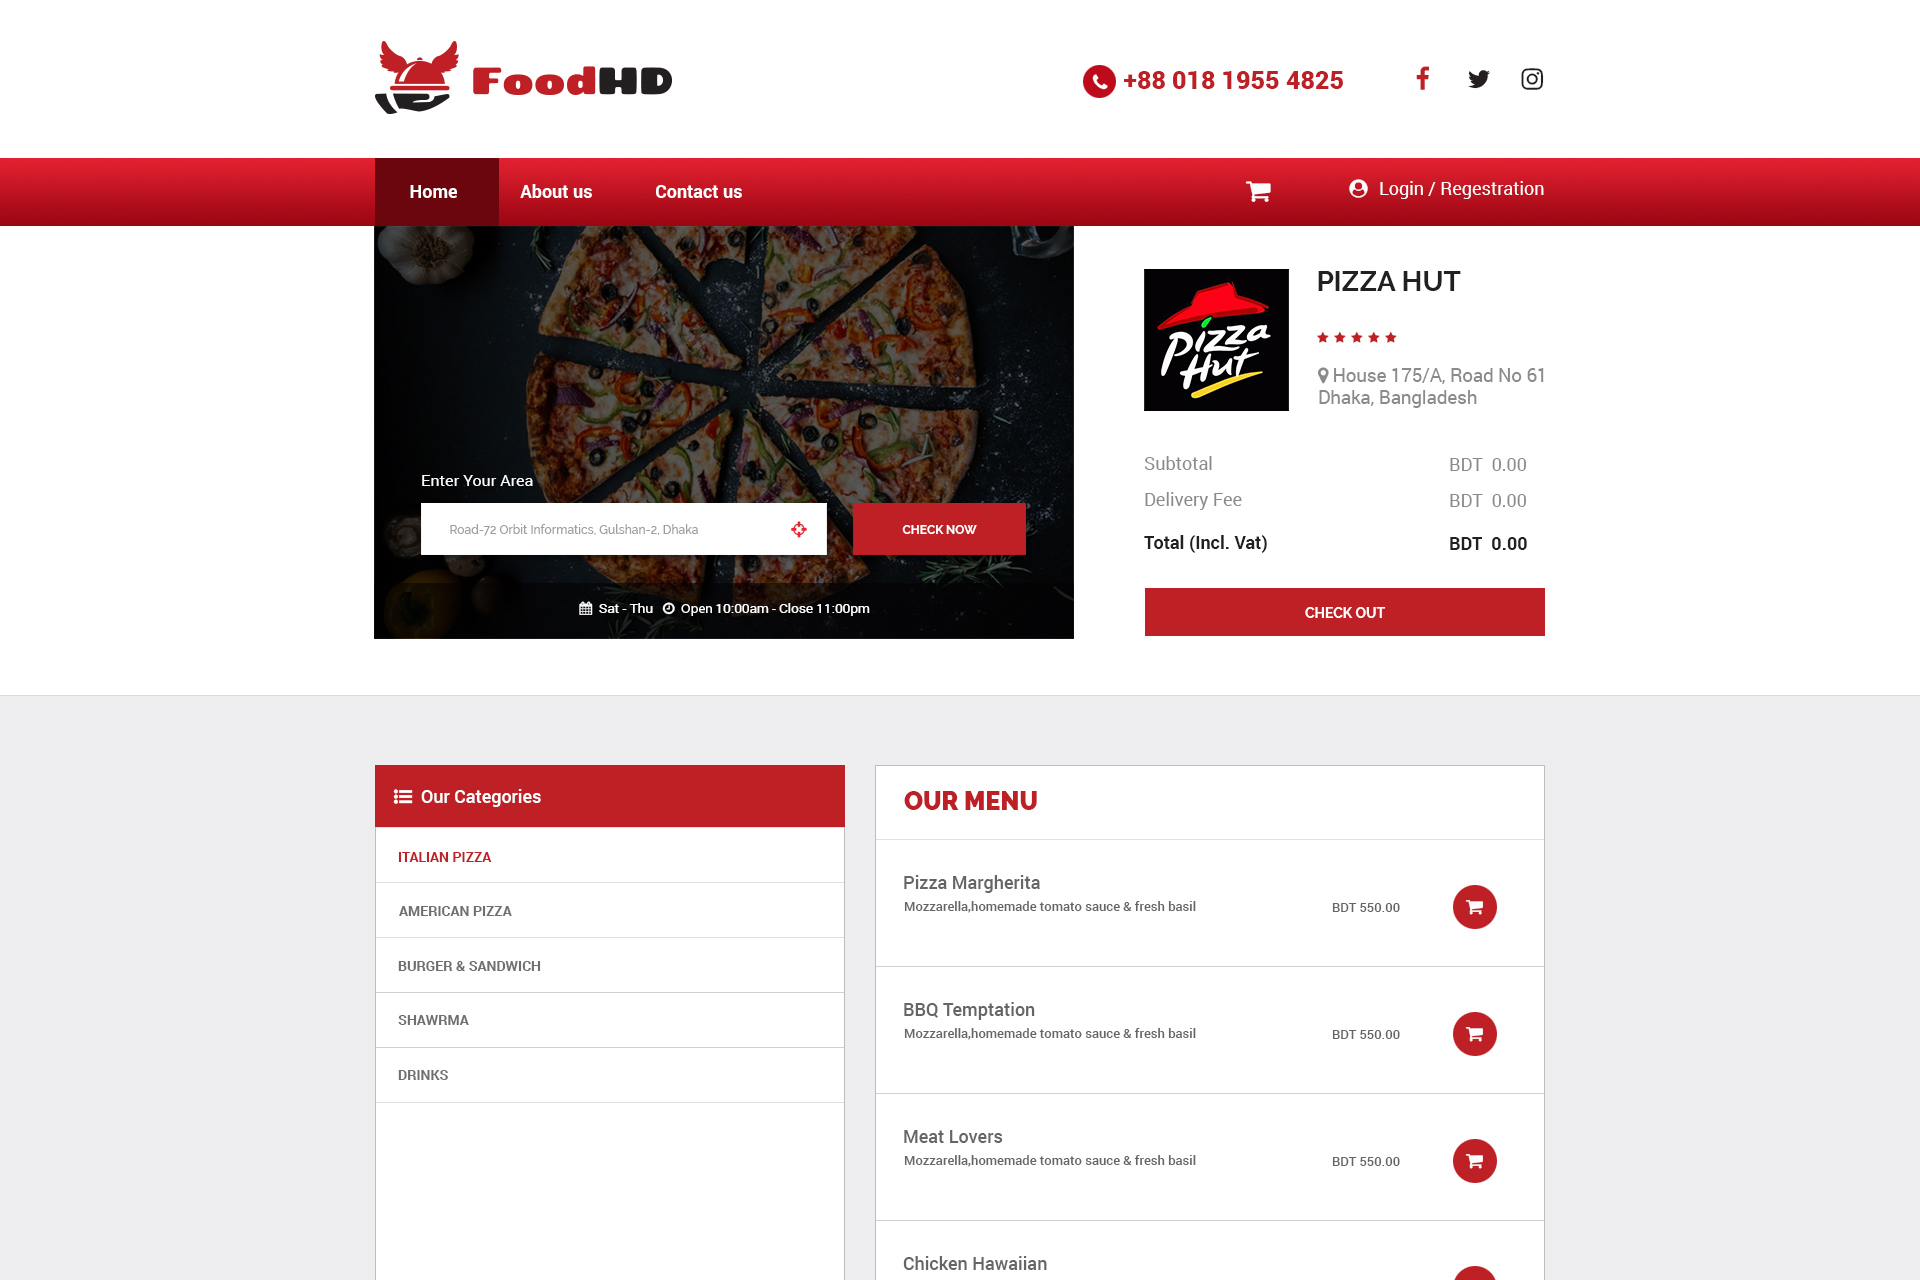 FoodHD
+88 018 1955 4825
Home
About us
Contact us
Login / Regestration
Enter Your Area
Road-72 Orbit Informatics, Gulshan-2, Dhaka
CHECK NOW
Sat - Thu Open 10:00am - Close 11:00pm
Pizza
Hut
PIZZA HUT
House 175/A, Road No 61
Dhaka, Bangladesh
Subtotal BDT 0.00
Delivery Fee BDT 0.00
Total (Incl. Vat) BDT 0.00
CHECK OUT
Our Categories
ITALIAN PIZZA
AMERICAN PIZZA
BURGER & SANDWICH
SHAWRMA
DRINKS
OUR MENU
Pizza Margherita
Mozzarella,homemade tomato sauce & fresh basil
BDT 550.00
BBQ Temptation
Mozzarella,homemade tomato sauce & fresh basil
BDT 550.00
Meat Lovers
Mozzarella,homemade tomato sauce & fresh basil
BDT 550.00
Chicken Hawaiian